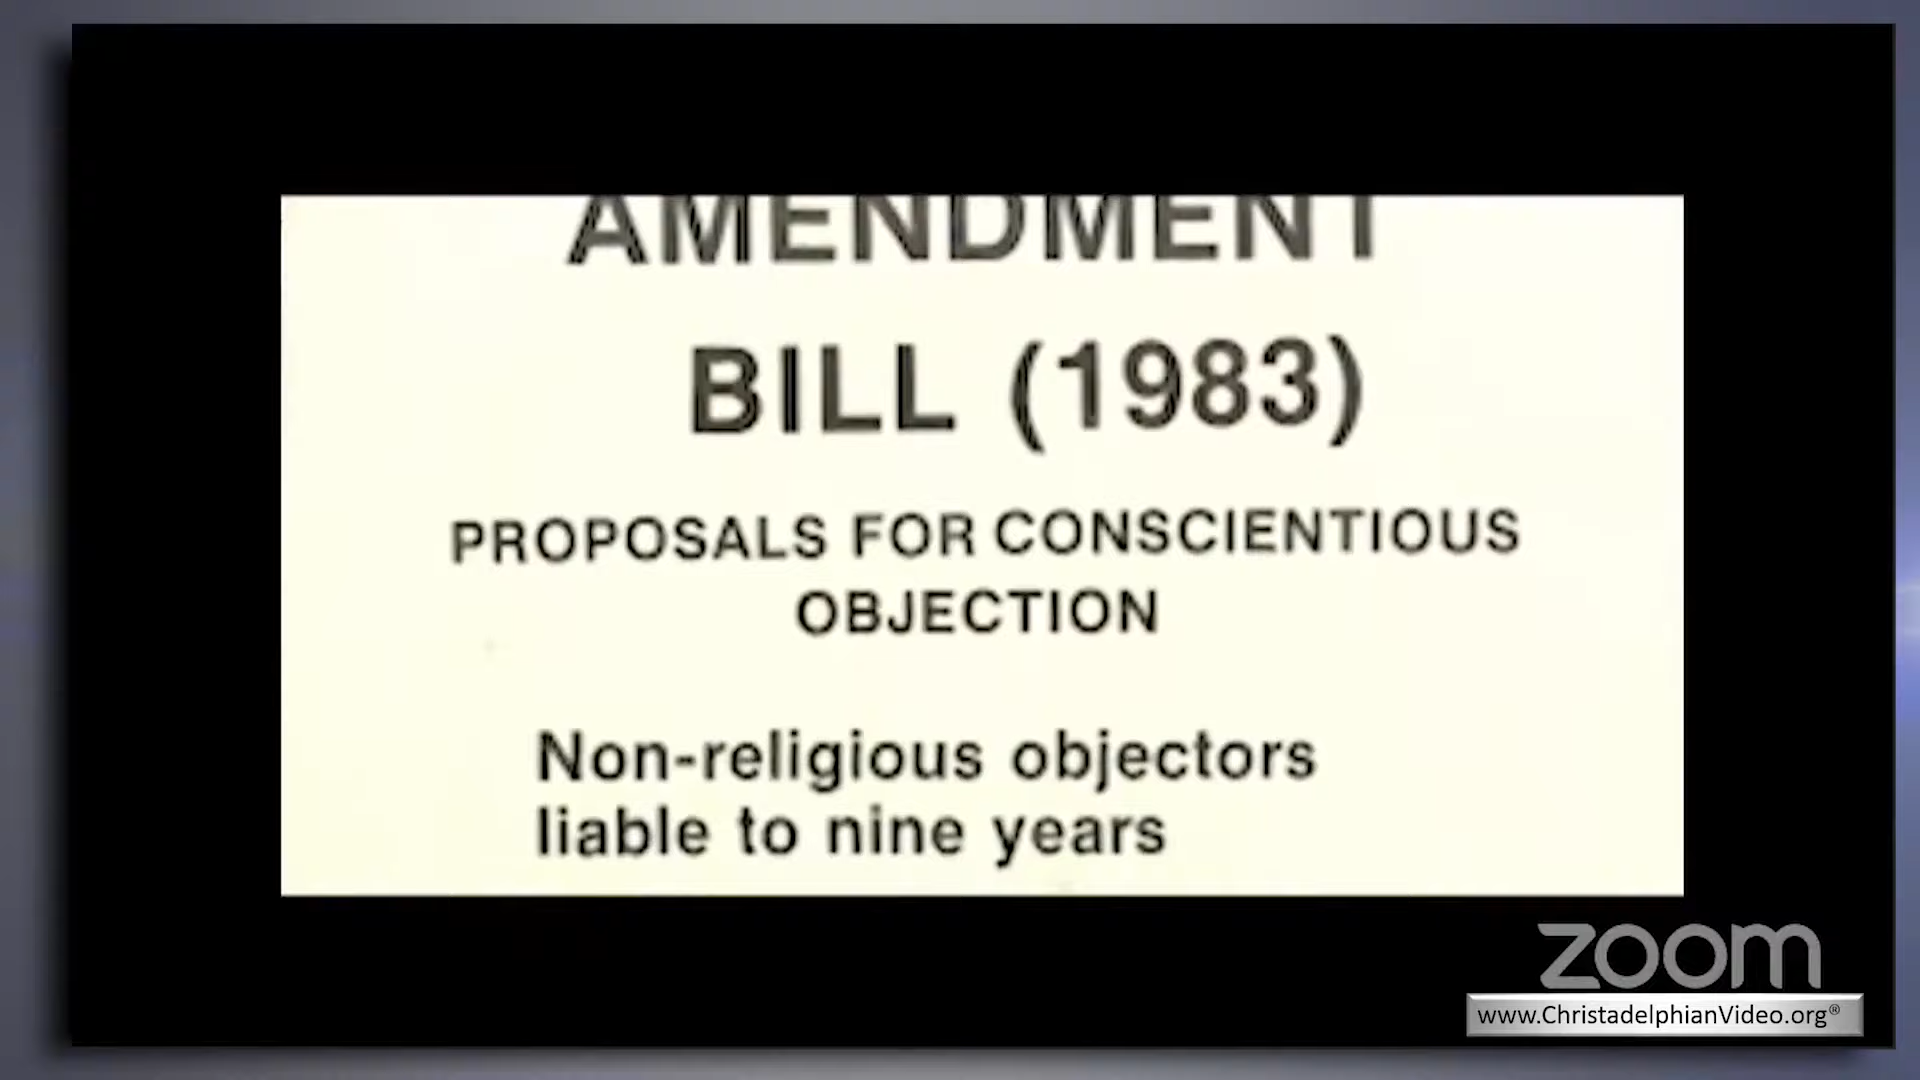 AMENDMENT
BILL (1983)
PROPOSALS FOR CONSCIENTIOUS
OBJECTION
Non-religious objectors
liable to nine years
zoom
www.ChristadelphianVideo.org®